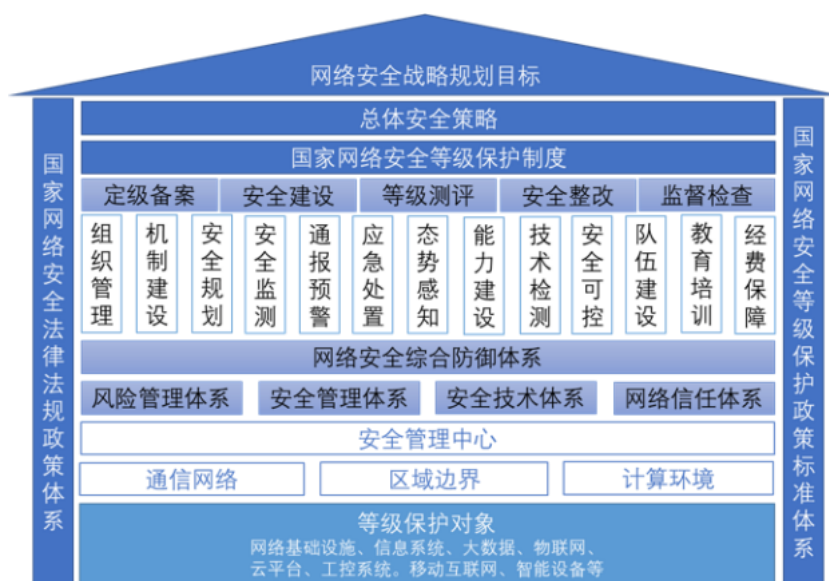 网络安全战略规划目标
国家网络安全法律法规政策体系
国家网络安全等级保护政策标准体系
总体安全策略
国家网络安全等级保护制度
定级备案 安全建设 等级测评 安全整改 监督检查
组织管理 机制建设 安全规划 安全监测 通报预警 应急处置 态势感知 能力建设 技术检测 安全可控 队伍建设 教育培训 经费保障
网络安全综合防御体系
风险管理体系 安全管理体系 安全技术体系 网络信任体系
安全管理中心
通信网络 区域边界 计算环境
等级保护对象
网络基础设施、信息系统、大数据、物联网、
云平台、工控系统。移动互联网、智能设备等